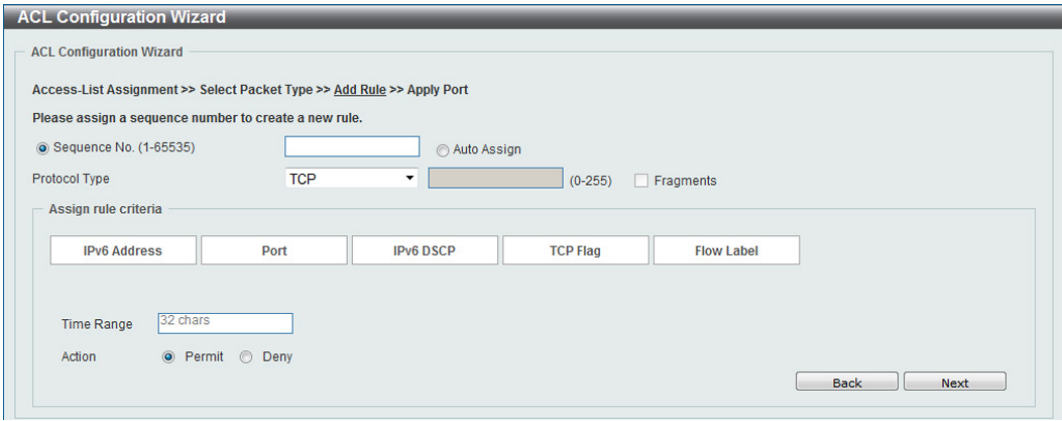 ACL Configuration Wizard
ACL Configuration Wizard
Access-List Assignment >> Select Packet Type >> Add Rule >> Apply Port
Please assign a sequence number to create a new rule.
Sequence No. (1-65535) Auto Assign
Protocol Type TCP (0-255) Fragments
Assign rule criteria
IPv6 Address Port IPv6 DSCP TCP Flag Flow Label
Time Range 32 chars
Action Permit Deny
Back Next